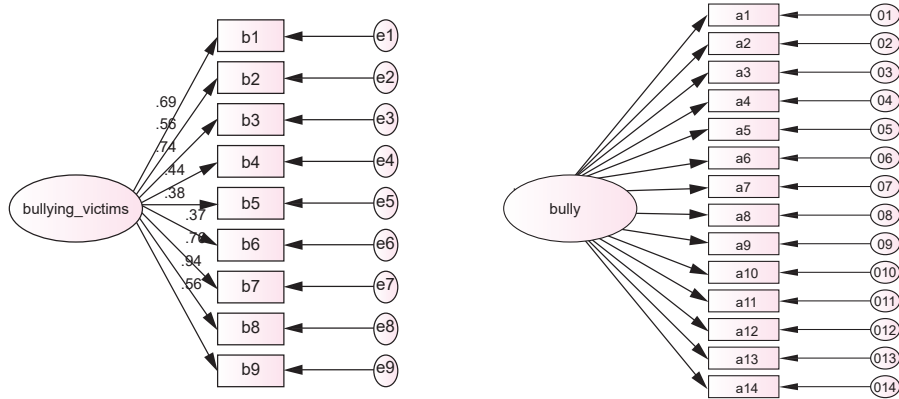 b1 e1
b2 e2
b3 e3
b4 e4
b5 e5
b6 e6
b7 e7
b8 e8
b9 e9
.69
.56
.74
.44
.38
.37
.78
.94
.56
bullying_victims
a1 01
a2 02
a3 03
a4 04
a5 05
a6 06
a7 07
a8 08
a9 09
a10 010
a11 011
a12 012
a13 013
a14 014
bully